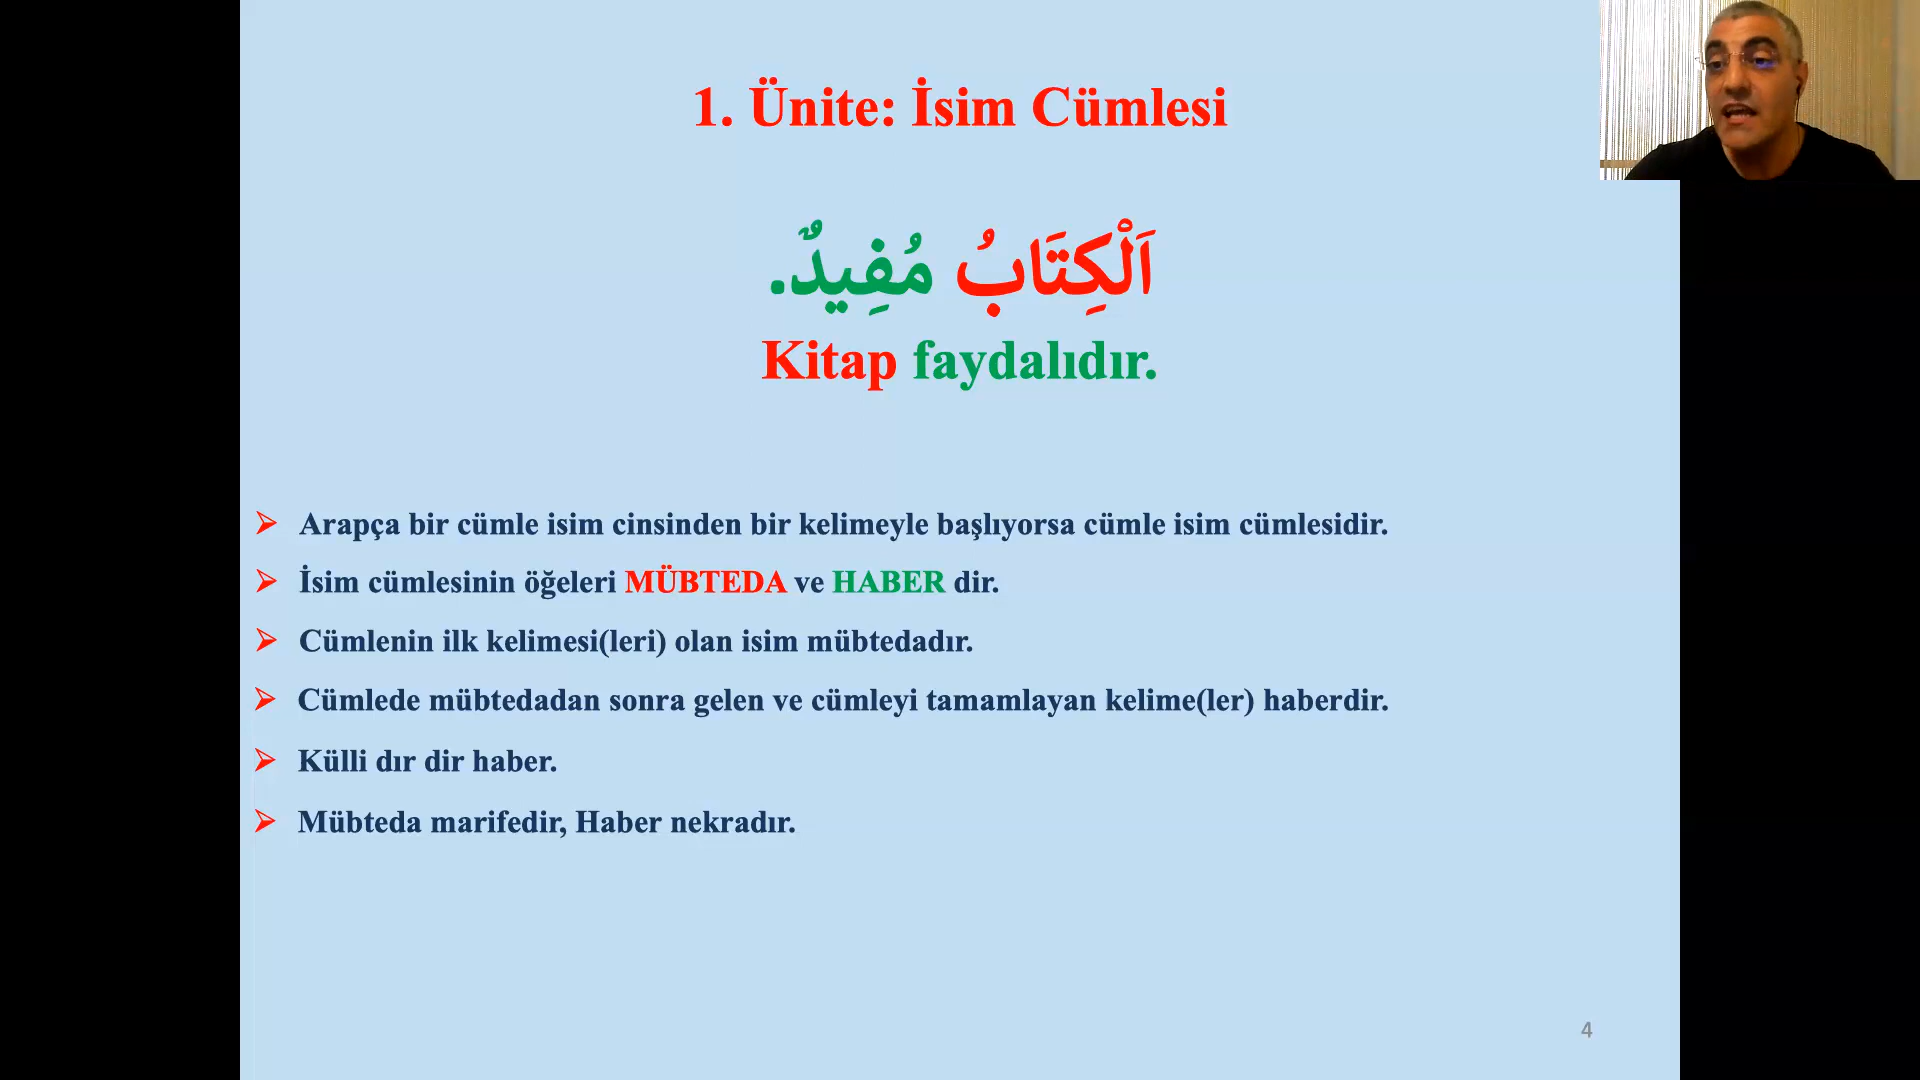 1. Ünite: İsim Cümlesi
اَلْكِتَابُ مُفِيدٌ.
Kitap faydalıdır.
Arapça bir cümle isim cinsinden bir kelimeyle başlıyorsa cümle isim cümlesidir.
İsim cümlesinin öğeleri MÜBTEDA ve HABER dir.
Cümlenin ilk kelimesi(leri) olan isim mübtedadır.
Cümlede mübtedadan sonra gelen ve cümleyi tamamlayan kelime(ler) haberdir.
Külli dır dir haber.
Mübteda marifedir, Haber nekradır.
4